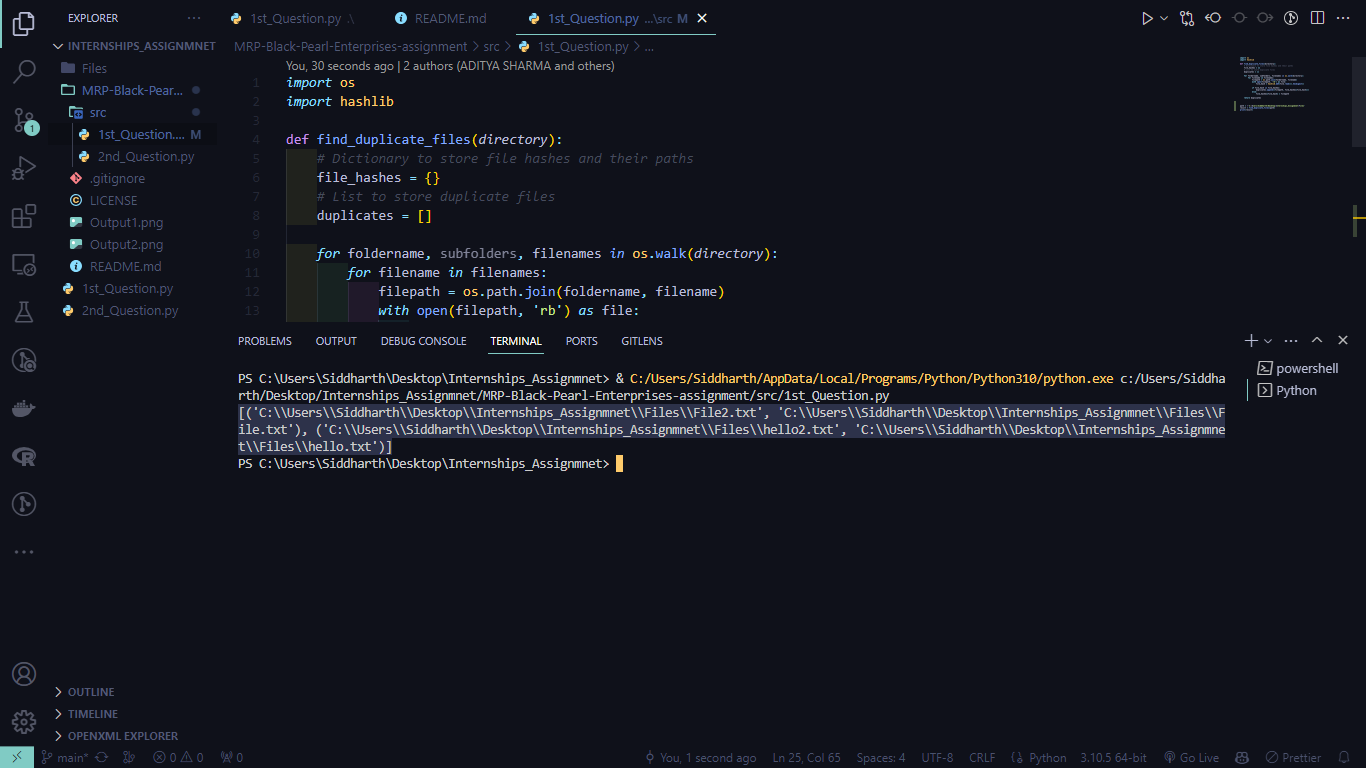 EXPLORER
INTERNSHIPS_ASSIGNMNET
Files
MRP-Black-Pear...
src
1st_Question.... M
2nd_Question.py
.gitignore
LICENSE
Output1.png
Output2.png
README.md
1st_Question.py
2nd_Question.py
OUTLINE
TIMELINE
OPENXML EXPLORER
1
1st_Question.py .\
README.md
1st_Question.py ...\src M
MRP-Black-Pearl-Enterprises-assignment > src > 1st_Question.py > ...
You, 30 seconds ago | 2 authors (ADITYA SHARMA and others)
1 import os
2 import hashlib
3
4 def find_duplicate_files(directory):
5 # Dictionary to store file hashes and their paths
6 file_hashes = {}
7 # List to store duplicate files
8 duplicates = []
9
10 for foldername, subfolders, filenames in os.walk(directory):
11 for filename in filenames:
12 filepath = os.path.join(foldername, filename)
13 with open(filepath, 'rb') as file:
PROBLEMS OUTPUT DEBUG CONSOLE TERMINAL PORTS GITLENS
powershell
Python
PS C:\Users\Siddharth\Desktop\Internships_Assignmnet> & C:/Users/Siddharth/AppData/Local/Programs/Python/Python310/python.exe c:/Users/Siddha
rth/Desktop/Internships_Assignmnet/MRP-Black-Pearl-Enterprises-assignment/src/1st_Question.py
[('C:\\Users\\Siddharth\\Desktop\\Internships_Assignmnet\\Files\\File2.txt', 'C:\\Users\\Siddharth\\Desktop\\Internships_Assignmnet\\Files\\F
ile.txt'), ('C:\\Users\\Siddharth\\Desktop\\Internships_Assignmnet\\Files\\hello2.txt', 'C:\\Users\\Siddharth\\Desktop\\Internships_Assignmne
t\\Files\\hello.txt')]
PS C:\Users\Siddharth\Desktop\Internships_Assignmnet>
main* 0 0 0 You, 1 second ago Ln 25, Col 65 Spaces: 4 UTF-8 CRLF Python 3.10.5 64-bit Go Live Prettier